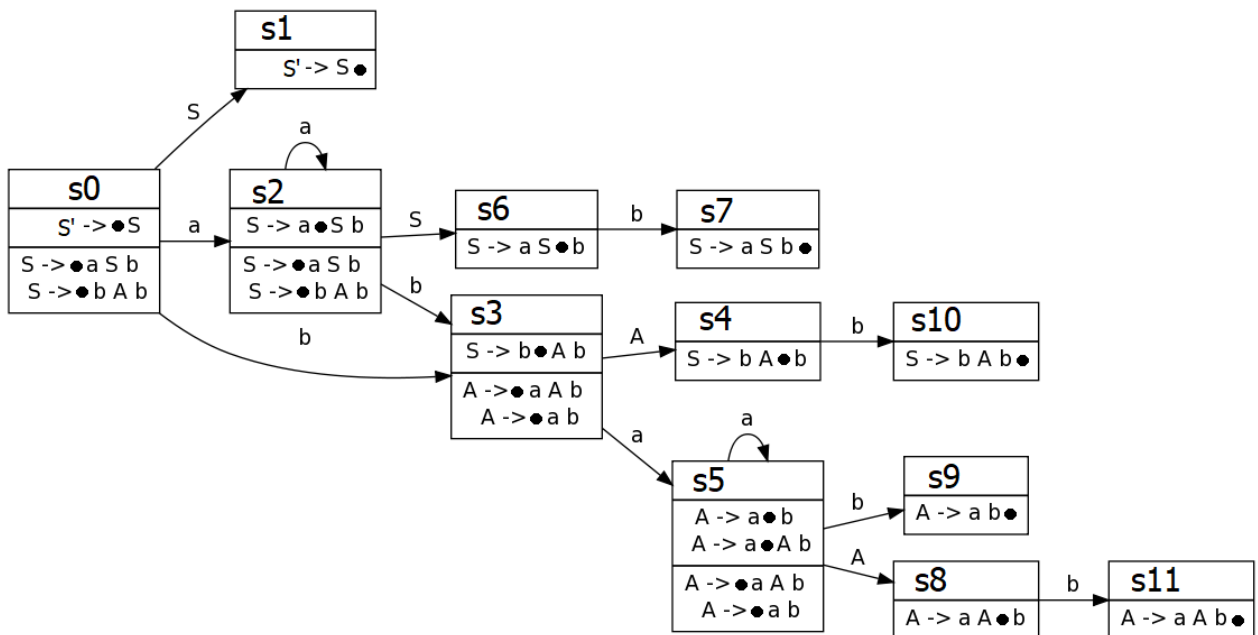 s1
S' -> S●
S
a
s0
S' -> ●S
S -> ●a S b
S -> ●b A b
a
s2
S -> a●S b
S -> ●a S b
S -> ●b A b
S
s6
S -> a S●b
b
s7
S -> a S b●
b
b
s3
S -> b●A b
A -> ●a A b
A -> ●a b
A
s4
S -> b A●b
b
s10
S -> b A b●
a
a
s5
A -> a●b
A -> a●A b
A -> ●a A b
A -> ●a b
b
s9
A -> a b●
A
s8
A -> a A●b
b
s11
A -> a A b●